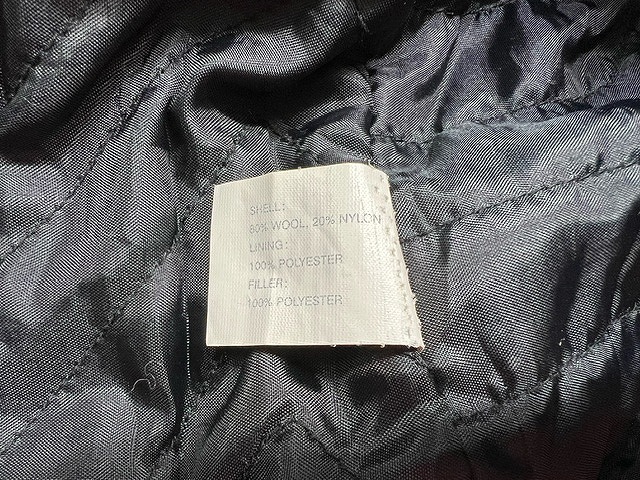 SHELL:
80% WOOL, 20% NYLON
LINING:
100% POLYESTER
FILLER:
100% POLYESTER